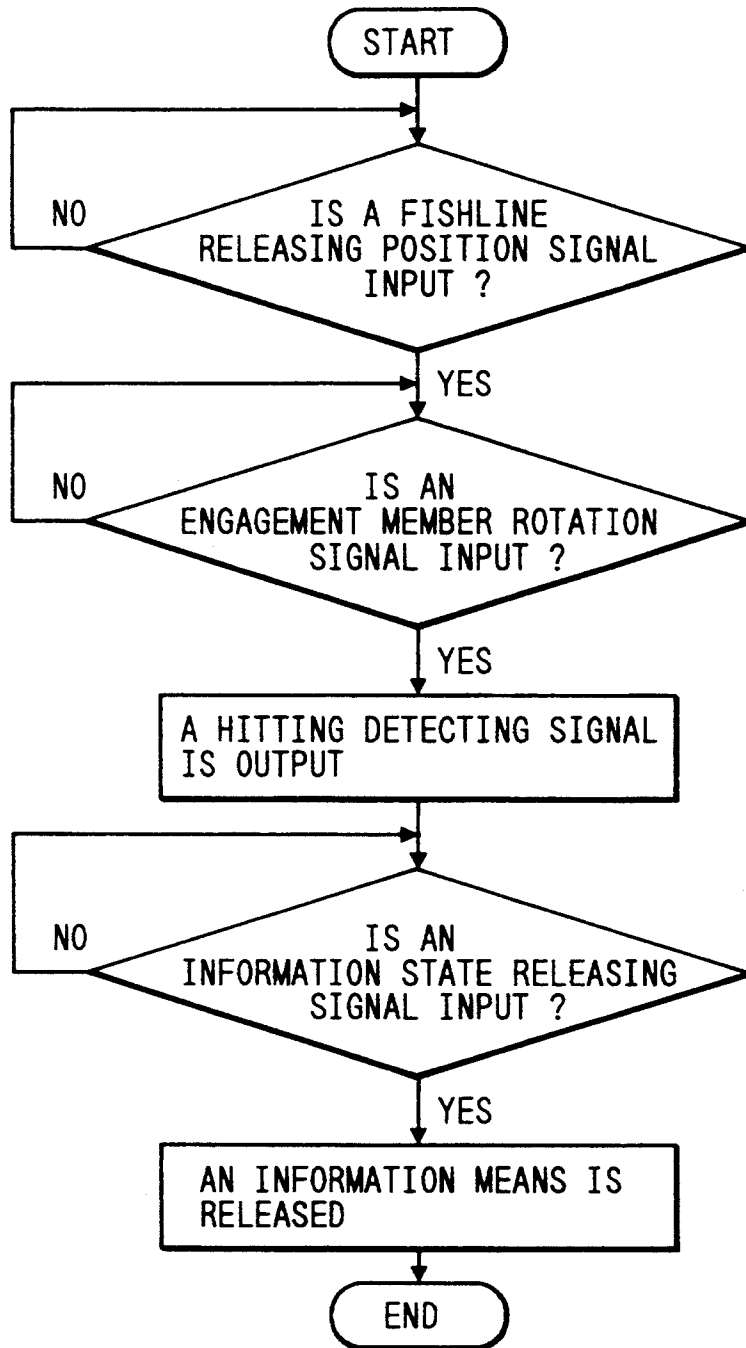 START
NO
IS A FISHLINE
RELEASING POSITION SIGNAL
INPUT ?
YES
NO
IS AN
ENGAGEMENT MEMBER ROTATION
SIGNAL INPUT ?
YES
A HITTING DETECTING SIGNAL
IS OUTPUT
NO
IS AN
INFORMATION STATE RELEASING
SIGNAL INPUT ?
YES
AN INFORMATION MEANS IS
RELEASED
END